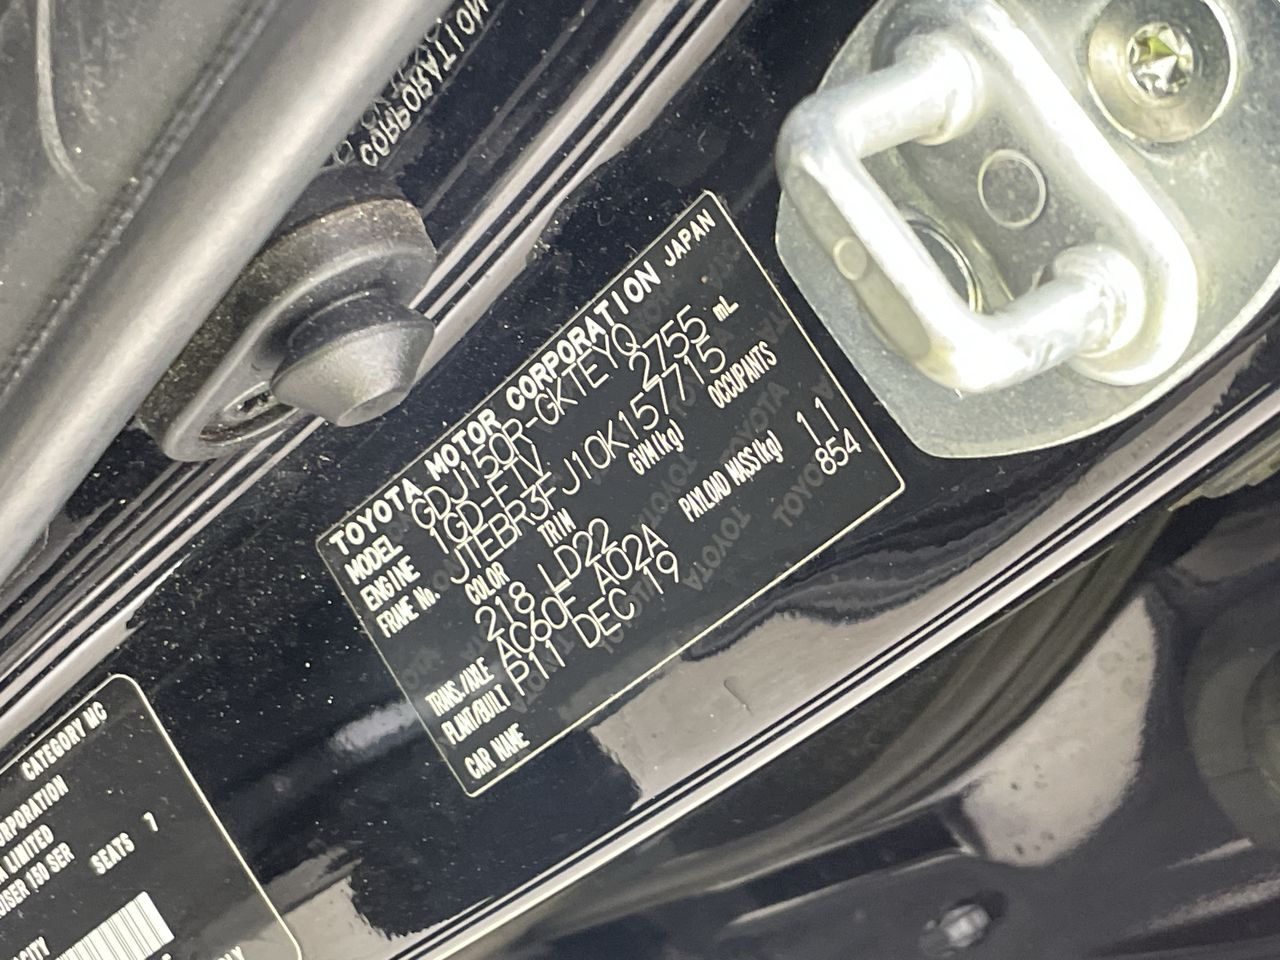 CORPORATION
TOYOTA MOTOR CORPORATION JAPAN
MODEL GDJ150R-GKTEYQ
ENGINE 1GD-FTV 2755 mL
FRAME No. JTEBR3FJ10K157715
COLOR TRIM GVM(kg) OCCUPANTS
218 LD22
TRANS./AXLE AC60F A02A PAYLOAD MASS(kg) 11
PLANT/BUILT P11 DEC 19 854
CAR NAME
CATEGORY MC
LIMITED
150 SER SEATS 7